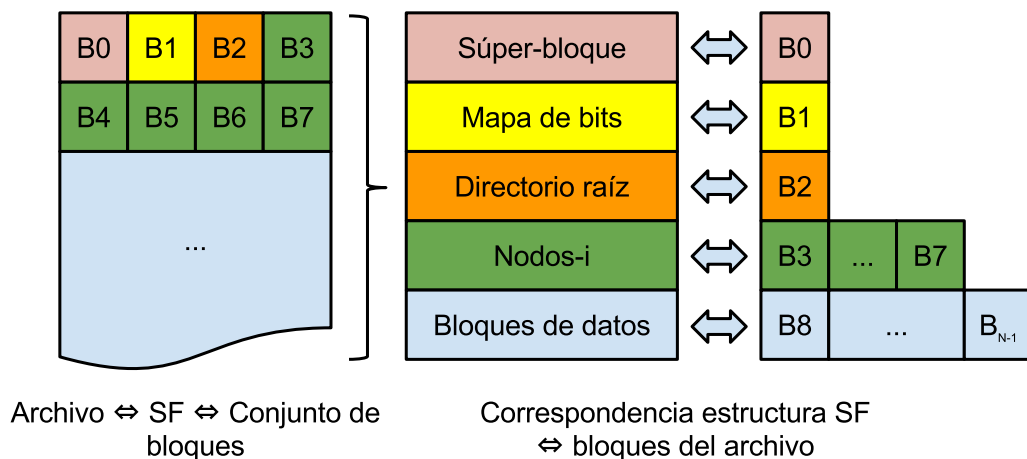 B0 B1 B2 B3
B4 B5 B6 B7
...
Súper-bloque
Mapa de bits
Directorio raíz
Nodos-i
Bloques de datos
B0
B1
B2
B3 ... B7
B8 ... B N-1
Archivo ⇔ SF ⇔ Conjunto de
bloques
Correspondencia estructura SF
⇔ bloques del archivo